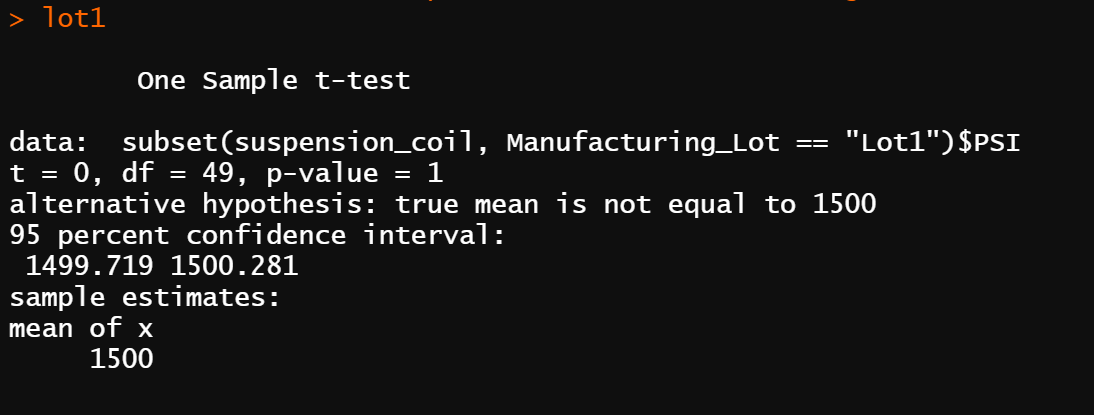 > lot1
One Sample t-test
data:  subset(suspension_coil, Manufacturing_Lot == "Lot1")$PSI
t = 0, df = 49, p-value = 1
alternative hypothesis: true mean is not equal to 1500
95 percent confidence interval:
 1499.719 1500.281
sample estimates:
mean of x
     1500